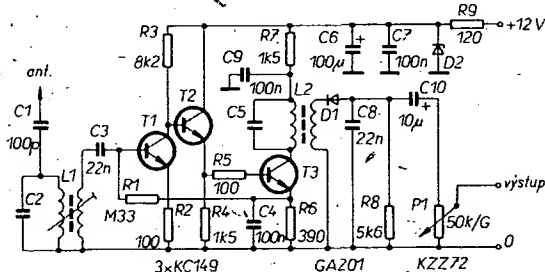 R3
8k2
R7
1k5
C6
+
100µ
C7
100n
R9
120
+12V
D2
ant.
C9
100n
L2
T2
C1
100p
C3
22n
T1
C5
D1
C8
22n
C10
+
10µ
T3
L1
R5
100
C2
R1
M33
R2
100
R4
1k5
C4
100n
R6
390
R8
5k6
P1
50k/G
výstup
0
3xKC149
GA201
KZZ72